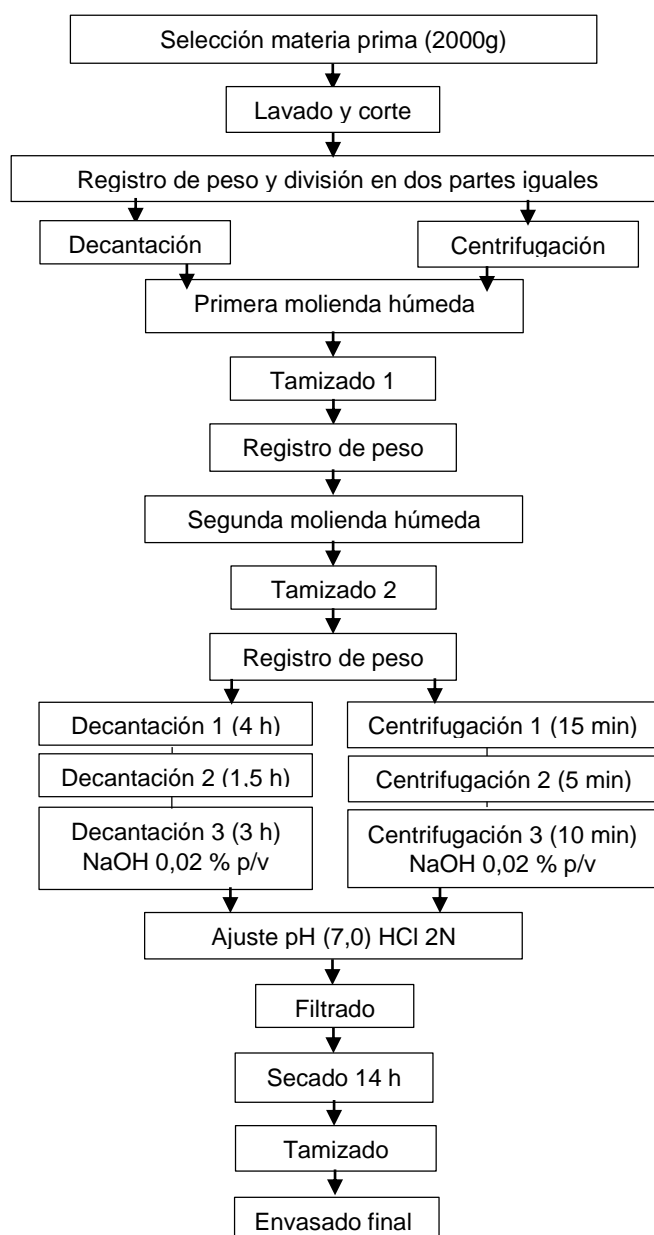 Selección materia prima (2000g)
Lavado y corte
Registro de peso y división en dos partes iguales
Decantación
Centrifugación
Primera molienda húmeda
Tamizado 1
Registro de peso
Segunda molienda húmeda
Tamizado 2
Registro de peso
Decantación 1 (4 h)
Centrifugación 1 (15 min)
Decantación 2 (1,5 h)
Centrifugación 2 (5 min)
Decantación 3 (3 h)
NaOH 0,02 % p/v
Centrifugación 3 (10 min)
NaOH 0,02 % p/v
Ajuste pH (7,0) HCl 2N
Filtrado
Secado 14 h
Tamizado
Envasado final